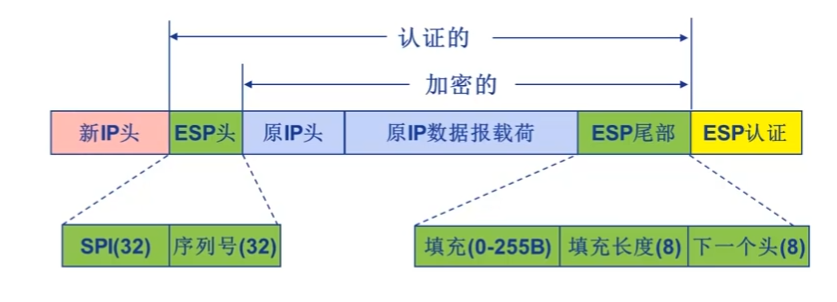 认证的
加密的
新IP头 ESP头 原IP头 原IP数据报载荷 ESP尾部 ESP认证
SPI(32) 序列号(32) 填充(0-255B) 填充长度(8) 下一个头(8)